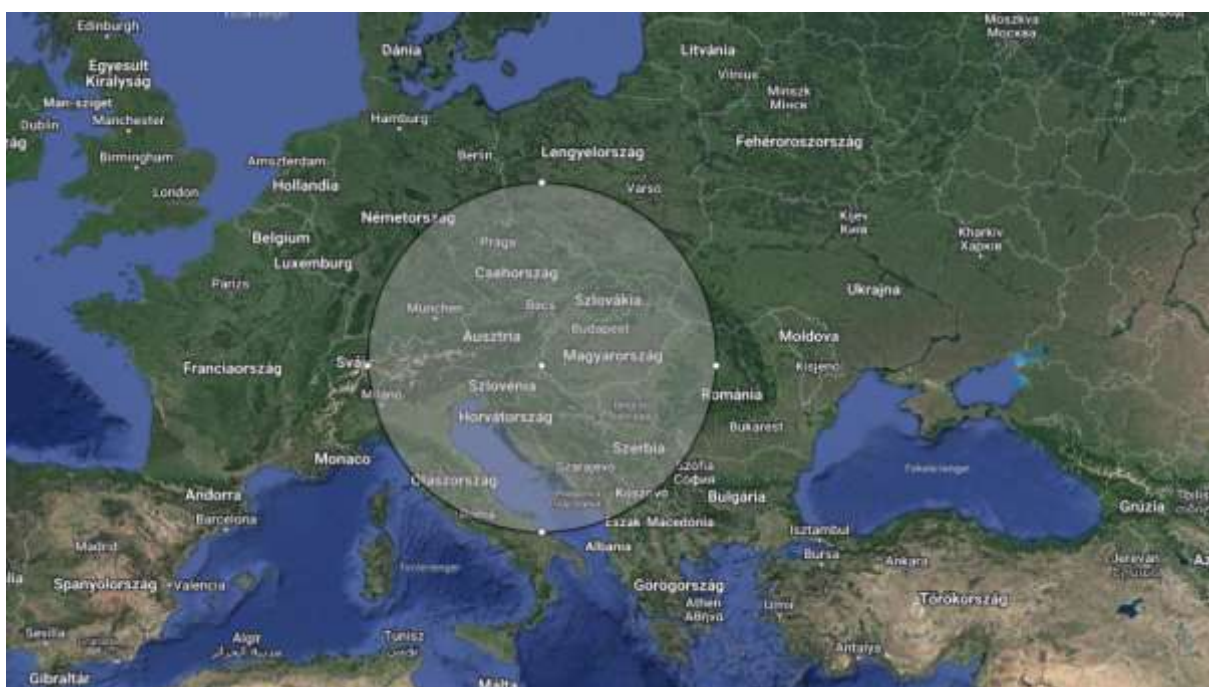 Moszkva
Москва
Edinburgh
Dánia
Litvánia
Egyesült
Királyság
Vilnius
Minszk
Минск
Man-sziget
Dublin
Manchester
Hamburg
Birmingham
Amszterdam
Berlin
Lengyelország
Fehéroroszország
London
Hollandia
Varsó
Németország
Kijev
Київ
Kharkiv
Харків
Belgium
Prága
Luxemburg
Csehország
Párizs
Ukrajna
München
Bécs
Szlovákia
Budapest
Ausztria
Moldova
Magyarország
Franciaország
Kisjenő
Szlovénia
Milánó
Románia
Horvátország
Bukarest
Szerbia
Monaco
Szarajevó
Szófia
София
Olaszország
Andorra
Koszovó
Bulgária
Róma
Grúzia
Barcelona
Észak-Macedónia
Isztambul
Albánia
Madrid
Bursa
Ankara
Jereván
Spanyolország
Valencia
Görögország
Törökország
Athén
Αθήνα
Sevilla
Algír
Tunisz
Antalya
Gibraltár
Málta